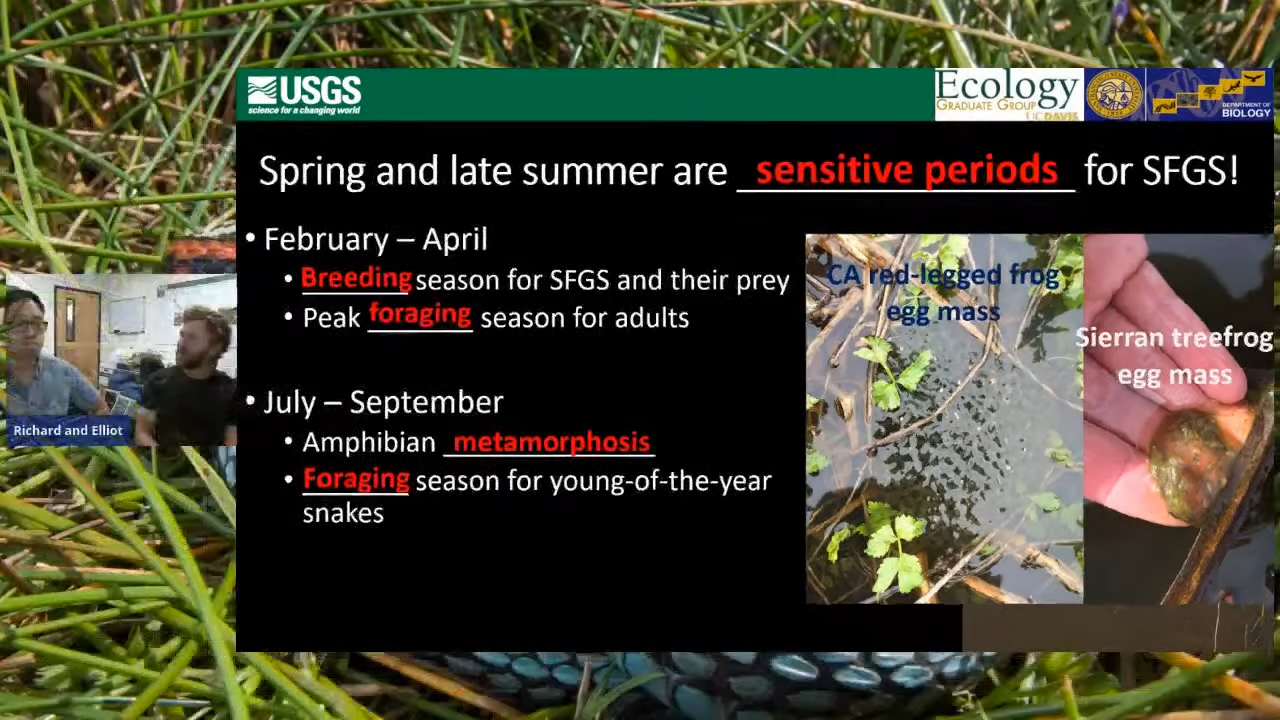 USGS
science for a changing world
Ecology
GRADUATE GROUP
UC DAVIS
DEPARTMENT OF
BIOLOGY
Spring and late summer are sensitive periods for SFGS!
• February – April
• Breeding season for SFGS and their prey
• Peak foraging season for adults
• July – September
• Amphibian metamorphosis
• Foraging season for young-of-the-year
snakes
CA red-legged frog
egg mass
Sierran treefrog
egg mass
Richard and Elliot